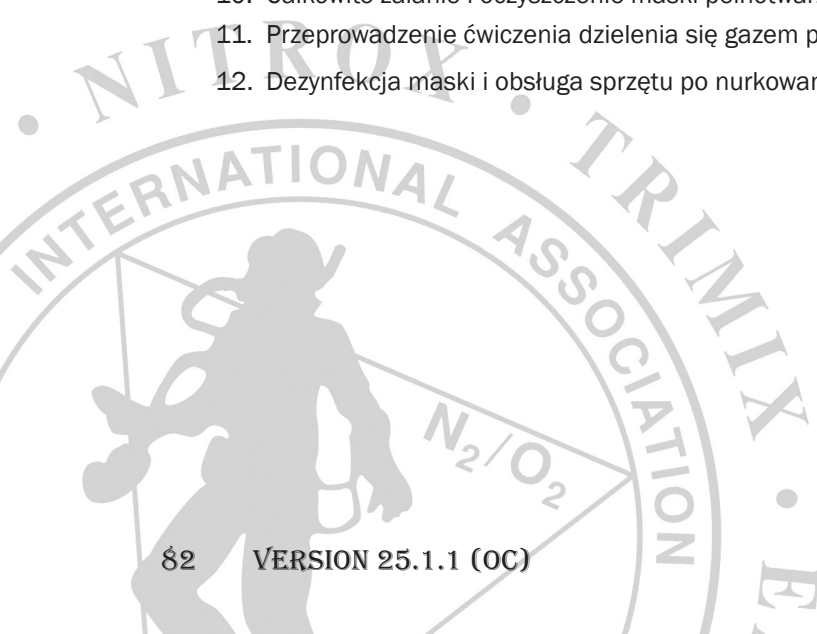 11. Przeprowadzenie ćwiczenia dzielenia się gazem
12. Dezynfekcja maski i obsługa sprzętu po
• NITROX • TRIMIX •
INTERNATIONAL ASSOCIATION
N2/O2
82 VERSION 25.1.1 (OC)